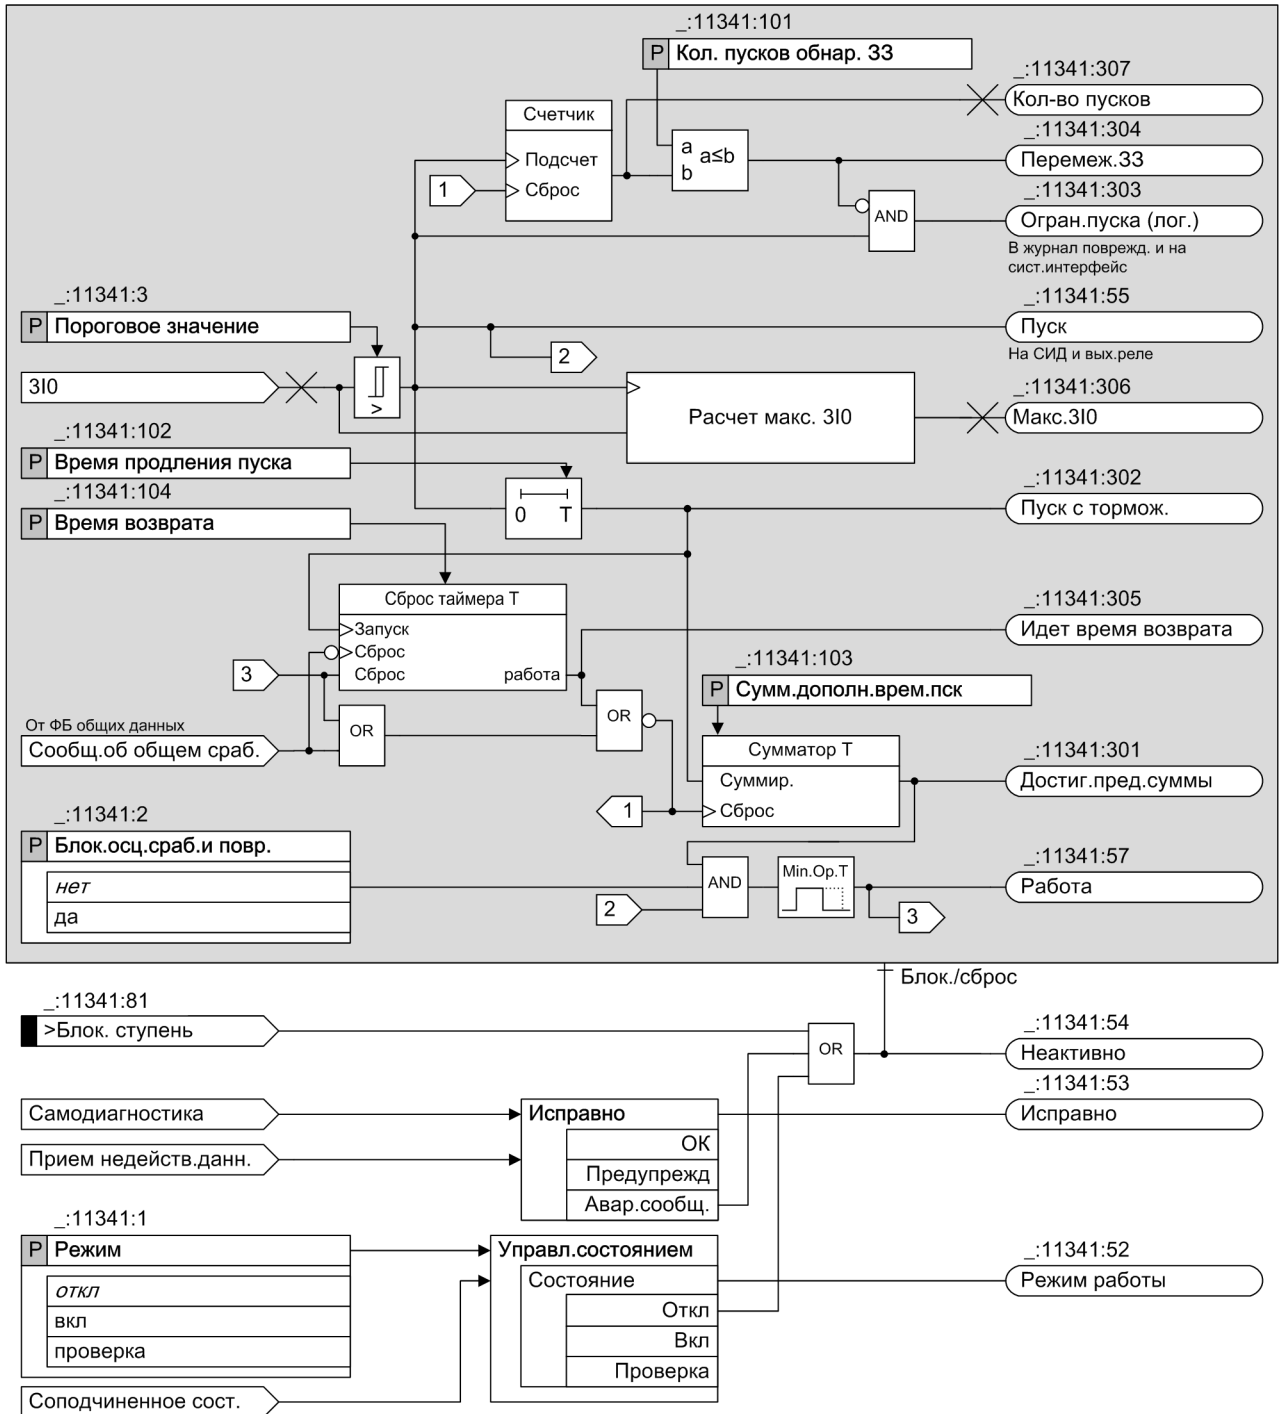 _:11341:101
P Кол. пусков обнар. ЗЗ
_:11341:307
Кол-во пусков
Счетчик
Подсчет
Сброс
1
a
b
a≤b
_:11341:304
Перемеж.ЗЗ
_:11341:303
AND
Огран.пуска (лог.)
В журнал поврежд. и на
сист.интерфейс
_:11341:3
P Пороговое значение
_:11341:55
Пуск
На СИД и вых.реле
2
3I0
>
Расчет макс. 3I0
_:11341:306
Макс.3I0
_:11341:102
P Время продления пуска
_:11341:104
P Время возврата
0 T
_:11341:302
Пуск с тормож.
Сброс таймера T
Запуск
Сброс
Сброс
работа
3
_:11341:305
Идет время возврата
_:11341:103
P Сумм.дополн.врем.пск
От ФБ общих данных
Сообщ.об общем сраб.
OR
OR
Сумматор T
Суммир.
Сброс
1
_:11341:301
Достиг.пред.суммы
_:11341:2
P Блок.осц.сраб.и повр.
нет
да
AND
2
Min.Op.T
_:11341:57
Работа
3
Блок./сброс
_:11341:81
>Блок. ступень
OR
_:11341:54
Неактивно
_:11341:53
Исправно
Самодиагностика
Прием недейств.данн.
Исправно
ОК
Предупрежд
Авар.сообщ.
_:11341:1
P Режим
откл
вкл
проверка
Соподчиненное сост.
Управл.состоянием
Состояние
Откл
Вкл
Проверка
_:11341:52
Режим работы